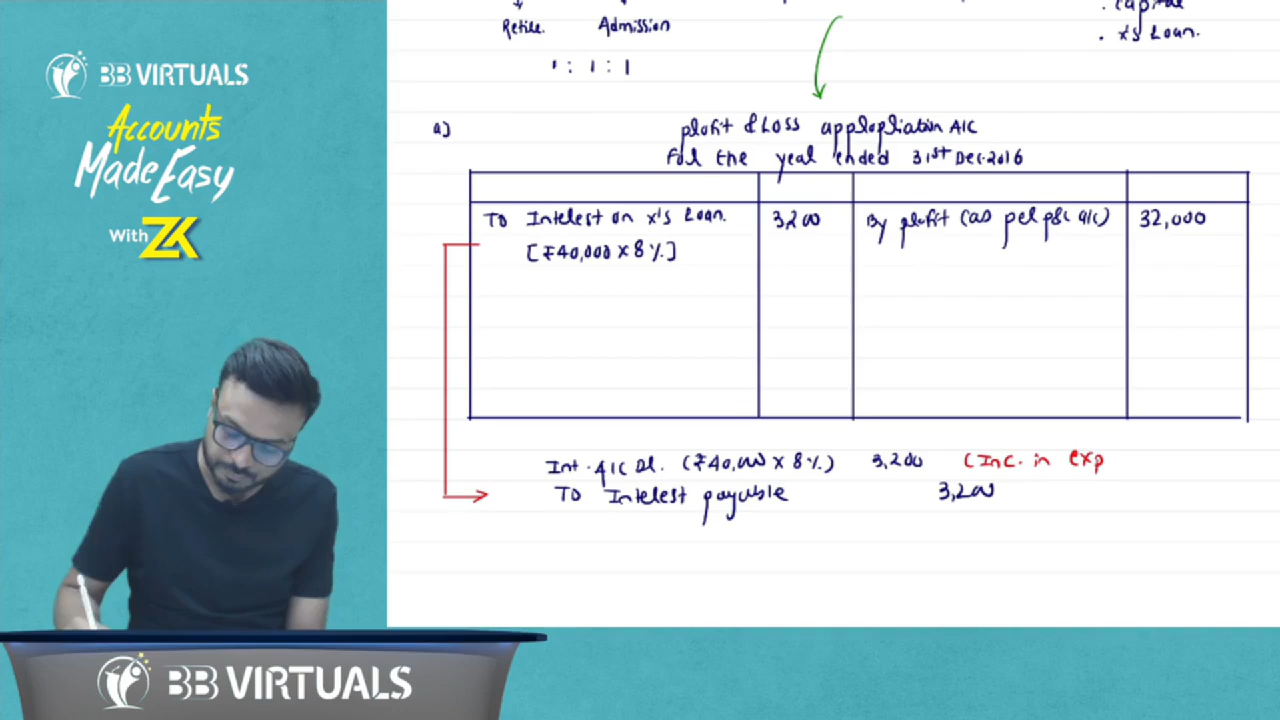 BB VIRTUALS
Accounts
Made Easy
With ZK
. capital
. X's Loan.
Retire.
Admission
1 : 1 : 1
a)
profit & Loss appropriation A/C
For the year ended 31st Dec.2016
To Interest on X's Loan. 3,200 By profit (as per P&L a/c) 32,000
[₹40,000 X 8%.]
Int. A/C Dr. (₹40,000 X 8%.) 3,200 (Inc. in exp
To Interest payable 3,200
BB VIRTUALS